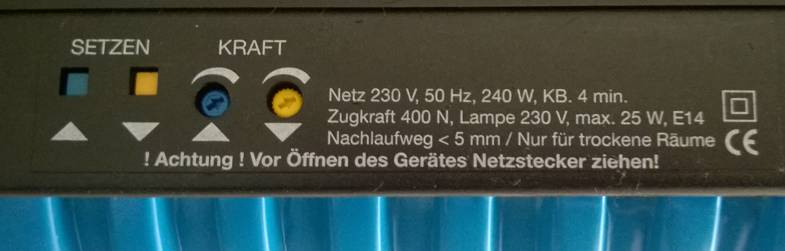 SETZEN KRAFT
Netz 230 V, 50 Hz, 240 W, KB. 4 min.
Zugkraft 400 N, Lampe 230 V, max. 25 W, E14
Nachlaufweg < 5 mm / Nur für trockene Räume CE
! Achtung ! Vor Öffnen des Gerätes Netzstecker ziehen!